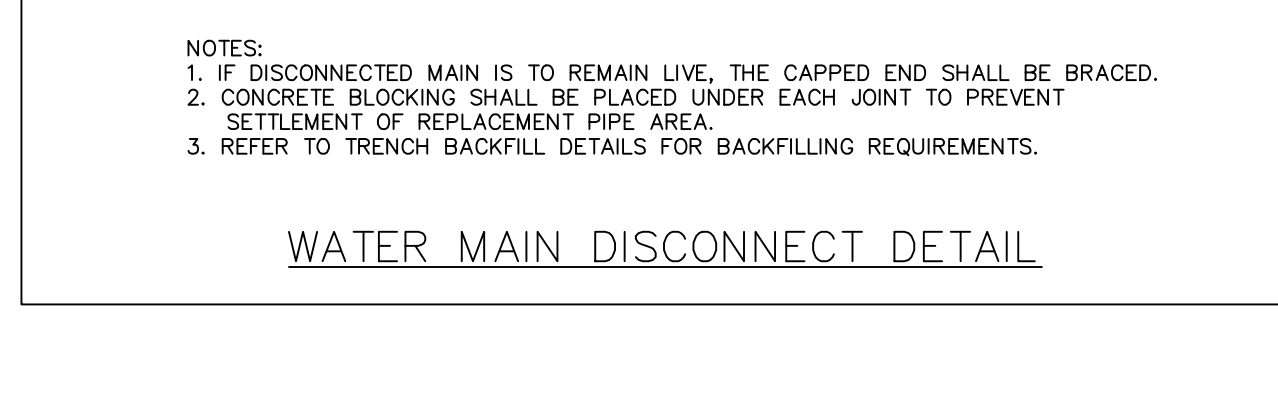 NOTES:
1. IF DISCONNECTED MAIN IS TO REMAIN LIVE, THE CAPPED END SHALL BE BRACED.
2. CONCRETE BLOCKING SHALL BE PLACED UNDER EACH JOINT TO PREVENT
SETTLEMENT OF REPLACEMENT PIPE AREA.
3. REFER TO TRENCH BACKFILL DETAILS FOR BACKFILLING REQUIREMENTS.
WATER MAIN DISCONNECT DETAIL